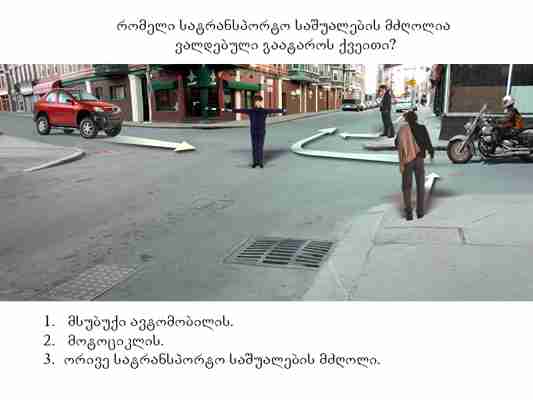 რომელი სატრანსპორტო საშუალების მძღოლია
ვალდებული გაატაროს ქვეითი?
1. მსუბუქი ავტომობილის.
2. მოტოციკლის.
3. ორივე სატრანსპორტო საშუალების მძღოლი.